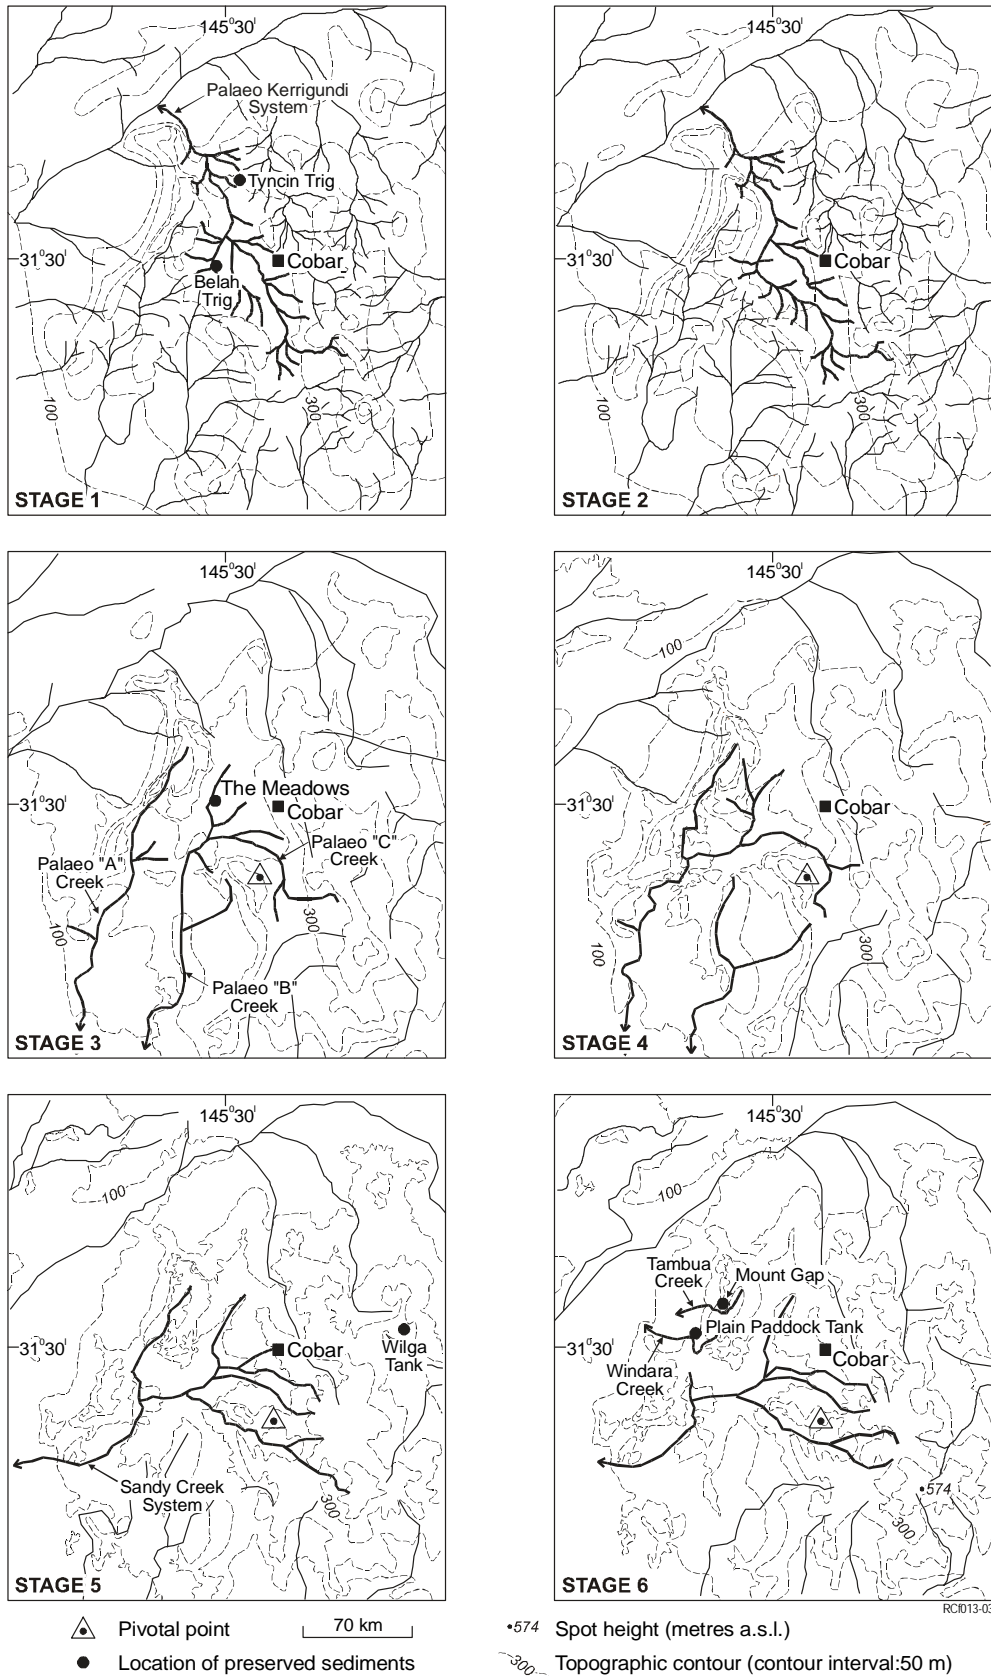 145°30'
Palaeo Kerrigundi
System
Tyncin Trig
31°30'
Cobar
Belah
Trig
100
300
STAGE 1
145°30'
31°30'
Cobar
100
300
STAGE 2
145°30'
The Meadows
31°30'
Cobar
Palaeo "C"
Creek
Palaeo "A"
Creek
300
100
Palaeo "B"
Creek
STAGE 3
145°30'
100
31°30'
Cobar
300
100
STAGE 4
145°30'
100
31°30'
Cobar
Wilga
Tank
Sandy Creek
System
300
STAGE 5
145°30'
100
Tambua
Creek
Mount Gap
Plain Paddock Tank
31°30'
Cobar
Windara
Creek
574
300
STAGE 6
RCf013-03
Pivotal point
70 km
•574 Spot height (metres a.s.l.)
Location of preserved sediments
300 Topographic contour (contour interval:50 m)